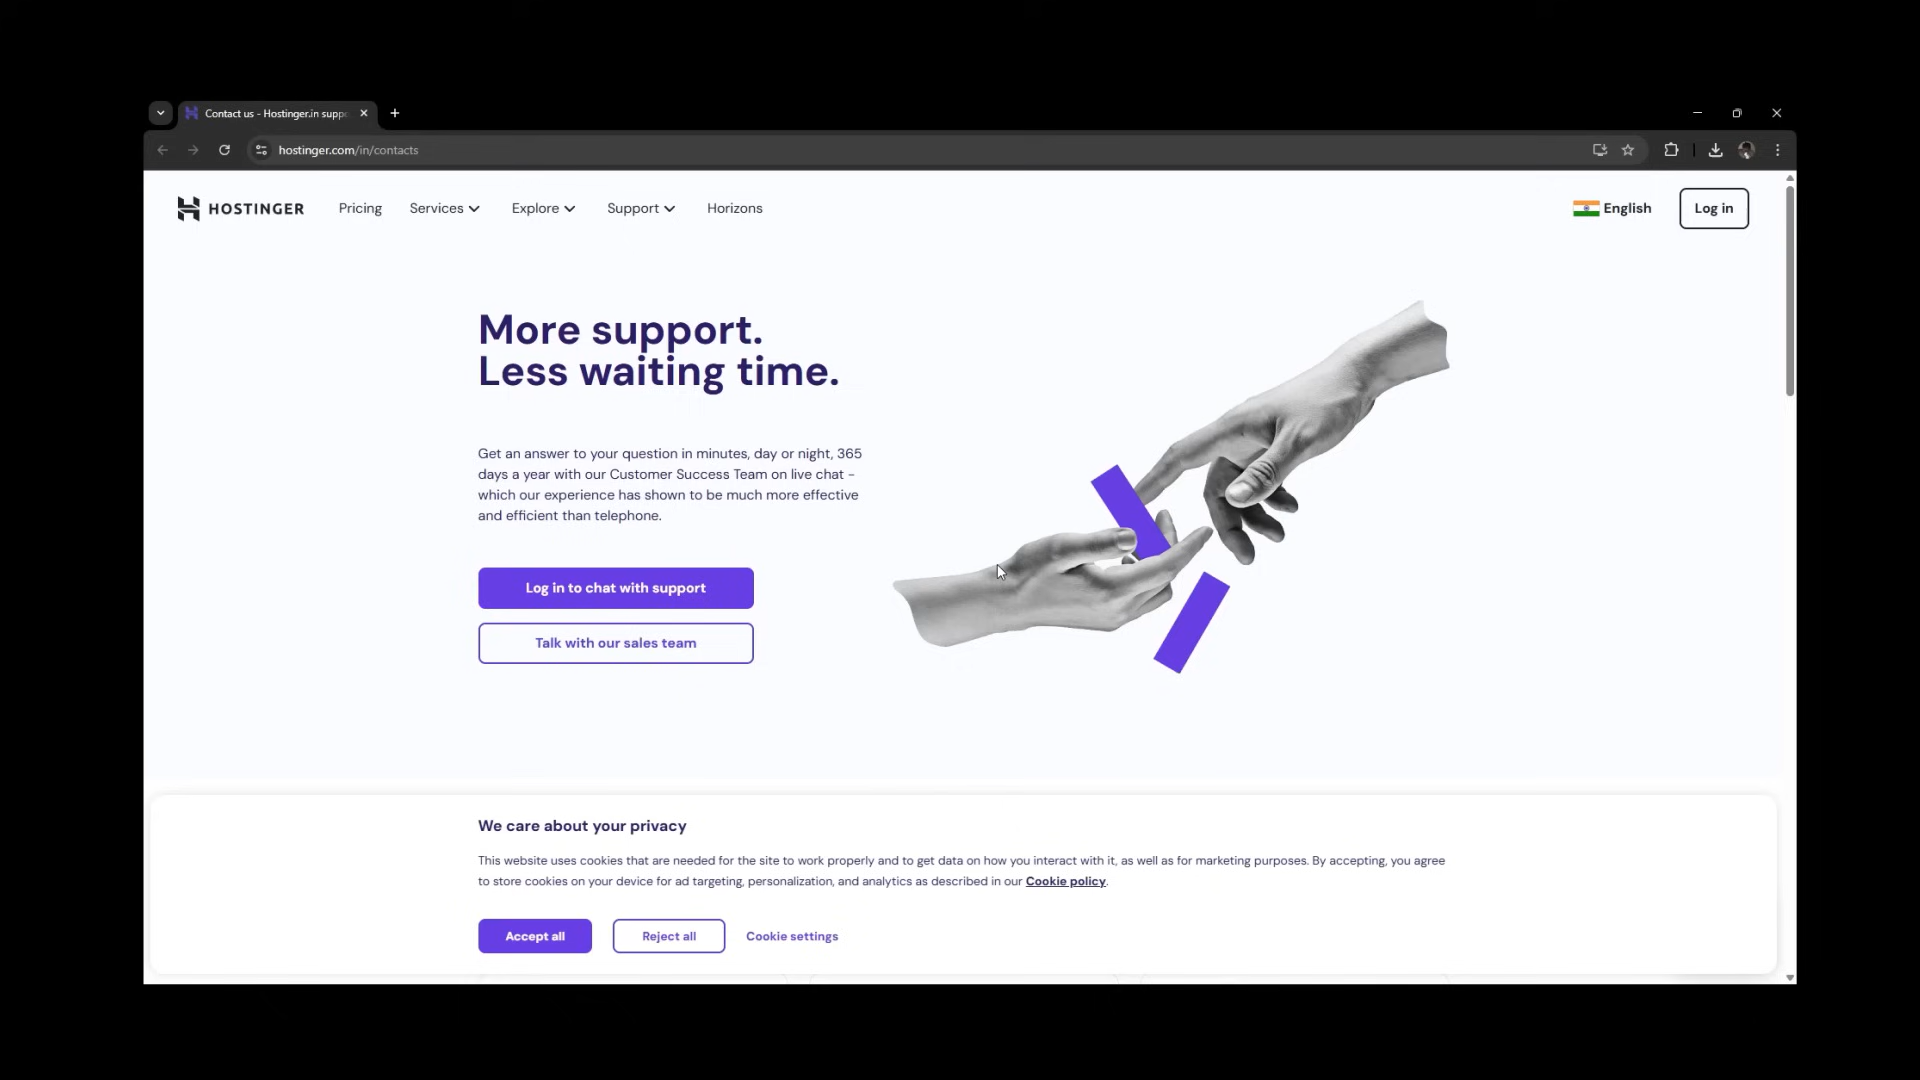 Contact us - Hostinger.in suppo
hostinger.com/in/contacts
HOSTINGER
Pricing
Services
Explore
Support
Horizons
English
Log in
More support.
Less waiting time.
Get an answer to your question in minutes, day or night, 365
days a year with our Customer Success Team on live chat -
which our experience has shown to be much more effective
and efficient than telephone.
Log in to chat with support
Talk with our sales team
We care about your privacy
This website uses cookies that are needed for the site to work properly and to get data on how you interact with it, as well as for marketing purposes. By accepting, you agree
to store cookies on your device for ad targeting, personalization, and analytics as described in our Cookie policy.
Accept all
Reject all
Cookie settings